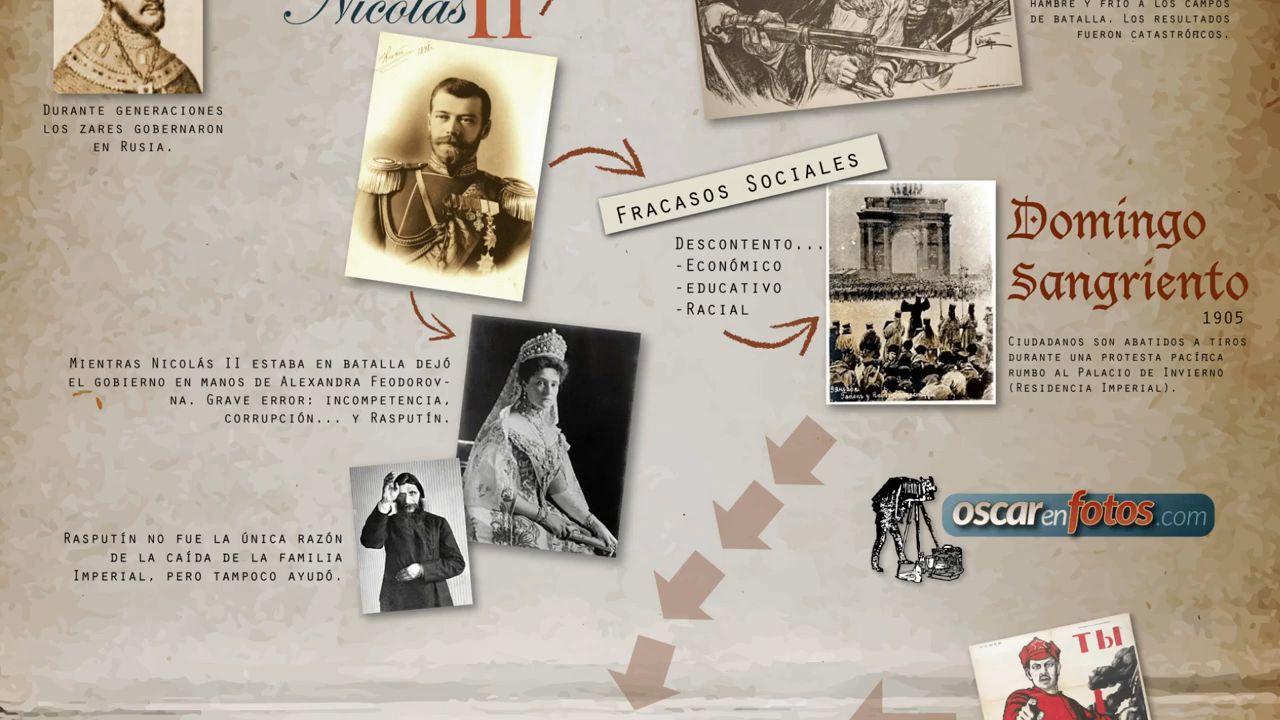 Nicolás II
HAMBRE Y FRÍO A LOS CAMPOS
DE BATALLA. LOS RESULTADOS
FUERON CATASTRÓFICOS.
DURANTE GENERACIONES
LOS ZARES GOBERNARON
EN RUSIA.
FRACASOS SOCIALES
DESCONTENTO...
-ECONÓMICO
-EDUCATIVO
-RACIAL
Domingo
Sangriento
1905
CIUDADANOS SON ABATIDOS A TIROS
DURANTE UNA PROTESTA PACÍFICA
RUMBO AL PALACIO DE INVIERNO
(RESIDENCIA IMPERIAL).
MIENTRAS NICOLÁS II ESTABA EN BATALLA DEJÓ
EL GOBIERNO EN MANOS DE ALEXANDRA FEODOROV-
NA. GRAVE ERROR: INCOMPETENCIA,
CORRUPCIÓN... Y RASPUTÍN.
RASPUTÍN NO FUE LA ÚNICA RAZÓN
DE LA CAÍDA DE LA FAMILIA
IMPERIAL, PERO TAMPOCO AYUDÓ.
oscarenfotos.com
ТЫ